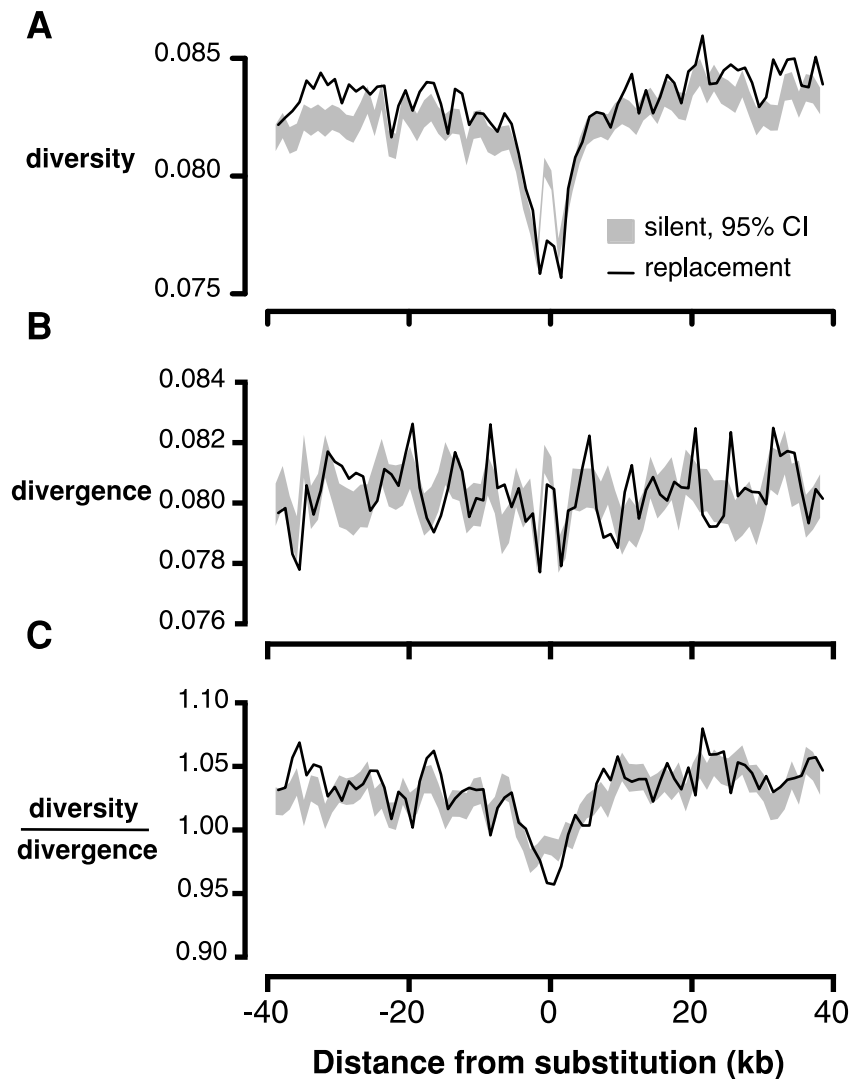 A
0.085
diversity
0.080
silent, 95% CI
replacement
0.075
B
0.084
0.082
divergence
0.080
0.078
0.076
C
1.10
1.05
diversity
1.00
divergence
0.95
0.90
-40 -20 0 20 40
Distance from substitution (kb)